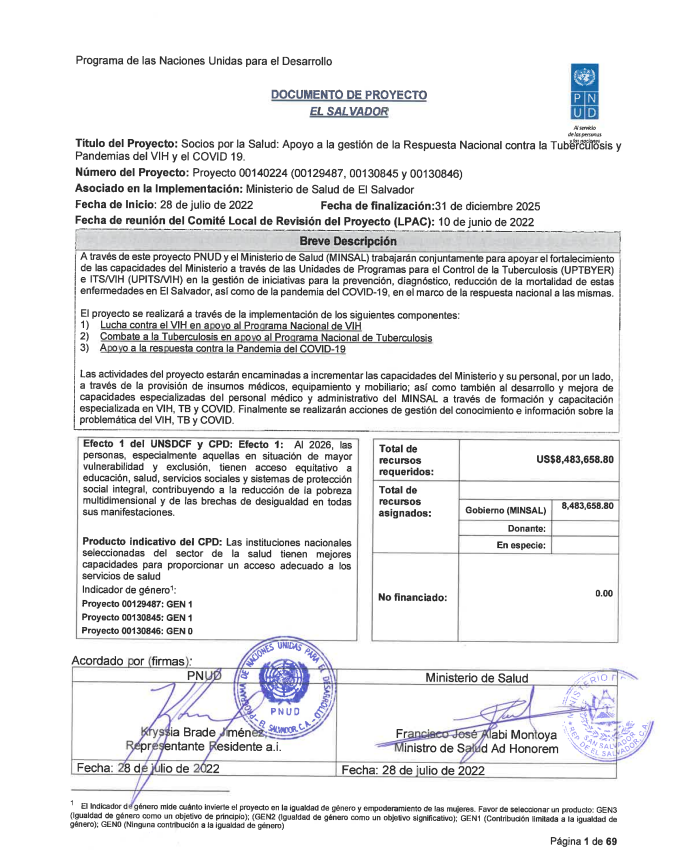 Programa de las Naciones Unidas para el Desarrollo
DOCUMENTO DE PROYECTO
EL SALVADOR
P N
U D
Al servicio
de las personas
y las naciones
Titulo del Proyecto: Socios por la Salud: Apoyo a la gestión de la Respuesta Nacional contra la Tuberculosis y
Pandemias del VIH y el COVID 19.
Número del Proyecto: Proyecto 00140224 (00129487, 00130845 y 00130846)
Asociado en la Implementación: Ministerio de Salud de El Salvador
Fecha de Inicio: 28 de julio de 2022 Fecha de finalización:31 de diciembre 2025
Fecha de reunión del Comité Local de Revisión del Proyecto (LPAC): 10 de junio de 2022
Breve Descripción
A través de este proyecto PNUD y el Ministerio de Salud (MINSAL) trabajarán conjuntamente para apoyar el fortalecimiento
de las capacidades del Ministerio a través de las Unidades de Programas para el Control de la Tuberculosis (UPTBYER)
e ITS/VIH (UPITS/VIH) en la gestión de iniciativas para la prevención, diagnóstico, reducción de la mortalidad de estas
enfermedades en El Salvador, así como de la pandemia del COVID-19, en el marco de la respuesta nacional a las mismas.
El proyecto se realizará a través de la implementación de los siguientes componentes:
1) Lucha contra el VIH en apoyo al Programa Nacional de VIH
2) Combate a la Tuberculosis en apoyo al Programa Nacional de Tuberculosis
3) Apoyo a la respuesta contra la Pandemia del COVID-19
Las actividades del proyecto estarán encaminadas a incrementar las capacidades del Ministerio y su personal, por un lado,
a través de la provisión de insumos médicos, equipamiento y mobiliario; así como también al desarrollo y mejora de
capacidades especializadas del personal médico y administrativo del MINSAL a través de formación y capacitación
especializada en VIH, TB y COVID. Finalmente se realizarán acciones de gestión del conocimiento e información sobre la
problemática del VIH, TB y COVID.
Efecto 1 del UNSDCF y CPD: Efecto 1: Al 2026, las
personas, especialmente aquellas en situación de mayor
vulnerabilidad y exclusión, tienen acceso equitativo a
educación, salud, servicios sociales y sistemas de protección
social integral, contribuyendo a la reducción de la pobreza
multidimensional y de las brechas de desigualdad en todas
sus manifestaciones.
Producto indicativo del CPD: Las instituciones nacionales
seleccionadas del sector de la salud tienen mejores
capacidades para proporcionar un acceso adecuado a los
servicios de salud
Indicador de género1:
Proyecto 00129487: GEN 1
Proyecto 00130845: GEN 1
Proyecto 00130846: GEN 0
Total de
recursos
requeridos: US$8,483,658.80
Total de
recursos
asignados:
Gobierno (MINSAL) 8,483,658.80
Donante:
En especie:
No financiado: 0.00
Acordado por (firmas):
PNUD
Ministerio de Salud
PROGRAMA DE NACIONES UNIDAS PARA EL DESARROLLO
PNUD
EL SALVADOR, C.A.
Kryssia Brade Jiménez
Representante Residente a.i.
Francisco José Alabi Montoya
Ministro de Salud Ad Honorem
SAN SALVADOR
REP. DE EL SALVADOR, C.A.
Fecha: 28 de julio de 2022
Fecha: 28 de julio de 2022
1 El Indicador de género mide cuánto invierte el proyecto en la igualdad de género y empoderamiento de las mujeres. Favor de seleccionar un producto: GEN3
(Igualdad de género como un objetivo de principio); (GEN2 (Igualdad de género como un objetivo significativo); GEN1 (Contribución limitada a la igualdad de
género); GEN0 (Ninguna contribución a la igualdad de género)
Página 1 de 69